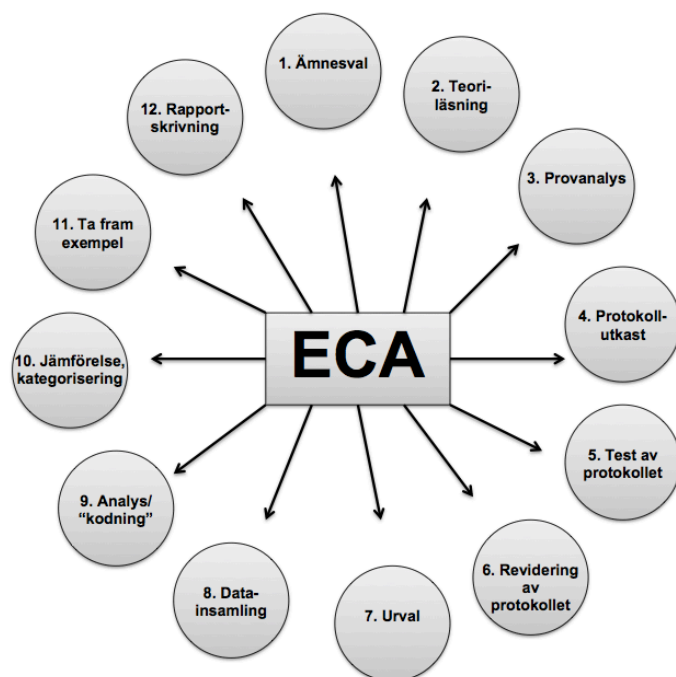 1. Ämnesval
2. Teori-
läsning
3. Provanalys
4. Protokoll-
utkast
5. Test av
protokollet
6. Revidering
av
protokollet
7. Urval
8. Data-
insamling
9. Analys/
“kodning”
10. Jämförelse,
kategorisering
11. Ta fram
exempel
12. Rapport-
skrivning
ECA